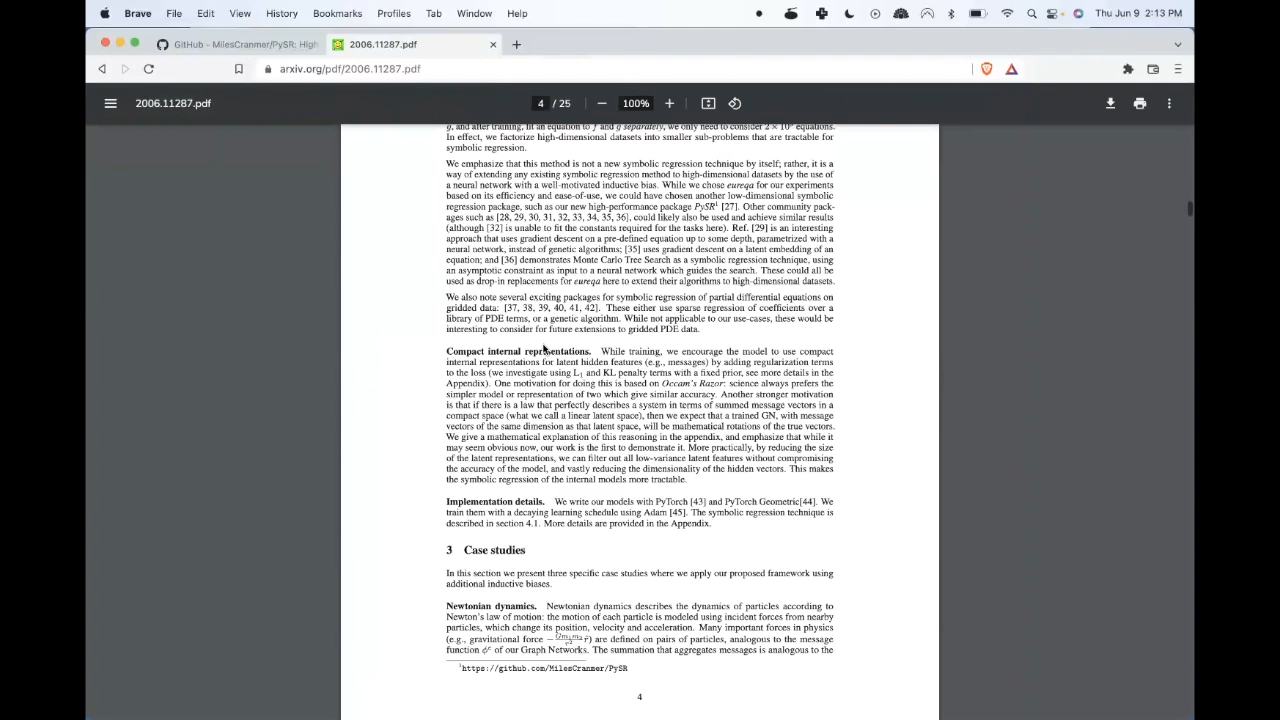 Brave File Edit View History Bookmarks Profiles Tab Window Help Thu Jun 9 2:13 PM
GitHub – MilesCranmer/PySR: High 2006.11287.pdf
arxiv.org/pdf/2006.11287.pdf
2006.11287.pdf 4 / 25 100%
g, and after training, fit an equation to f and g separately, we only need to consider 2 × 10⁹ equations.
In effect, we factorize high-dimensional datasets into smaller sub-problems that are tractable for
symbolic regression.
We emphasize that this method is not a new symbolic regression technique by itself; rather, it is a
way of extending any existing symbolic regression method to high-dimensional datasets by the use of
a neural network with a well-motivated inductive bias. While we chose eureqa for our experiments
based on its efficiency and ease-of-use, we could have chosen another low-dimensional symbolic
regression package, such as our new high-performance package PySR¹ [27]. Other community pack-
ages such as [28, 29, 30, 31, 32, 33, 34, 35, 36], could likely also be used and achieve similar results
(although [32] is unable to fit the constants required for the tasks here). Ref. [29] is an interesting
approach that uses gradient descent on a pre-defined equation up to some depth, parametrized with a
neural network, instead of genetic algorithms; [35] uses gradient descent on a latent embedding of an
equation; and [36] demonstrates Monte Carlo Tree Search as a symbolic regression technique, using
an asymptotic constraint as input to a neural network which guides the search. These could all be
used as drop-in replacements for eureqa here to extend their algorithms to high-dimensional datasets.
We also note several exciting packages for symbolic regression of partial differential equations on
gridded data: [37, 38, 39, 40, 41, 42]. These either use sparse regression of coefficients over a
library of PDE terms, or a genetic algorithm. While not applicable to our use-cases, these would be
interesting to consider for future extensions to gridded PDE data.
Compact internal representations. While training, we encourage the model to use compact
internal representations for latent hidden features (e.g., messages) by adding regularization terms
to the loss (we investigate using L₁ and KL penalty terms with a fixed prior, see more details in the
Appendix). One motivation for doing this is based on Occam's Razor: science always prefers the
simpler model or representation of two which give similar accuracy. Another stronger motivation
is that if there is a law that perfectly describes a system in terms of summed message vectors in a
compact space (what we call a linear latent space), then we expect that a trained GN, with message
vectors of the same dimension as that latent space, will be mathematical rotations of the true vectors.
We give a mathematical explanation of this reasoning in the appendix, and emphasize that while it
may seem obvious now, our work is the first to demonstrate it. More practically, by reducing the size
of the latent representations, we can filter out all low-variance latent features without compromising
the accuracy of the model, and vastly reducing the dimensionality of the hidden vectors. This makes
the symbolic regression of the internal models more tractable.
Implementation details. We write our models with PyTorch [43] and PyTorch Geometric[44]. We
train them with a decaying learning schedule using Adam [45]. The symbolic regression technique is
described in section 4.1. More details are provided in the Appendix.
3 Case studies
In this section we present three specific case studies where we apply our proposed framework using
additional inductive biases.
Newtonian dynamics. Newtonian dynamics describes the dynamics of particles according to
Newton's law of motion: the motion of each particle is modeled using incident forces from nearby
particles, which change its position, velocity and acceleration. Many important forces in physics
(e.g., gravitational force −Gm₁m₂/r² r̂) are defined on pairs of particles, analogous to the message
function φᵉ of our Graph Networks. The summation that aggregates messages is analogous to the
¹https://github.com/MilesCranmer/PySR
4